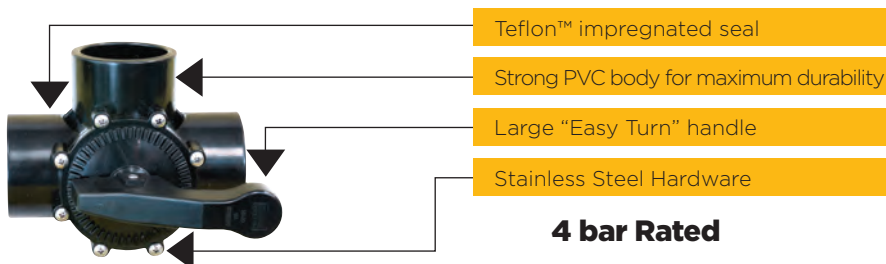 Teflon™ impregnated seal
Strong PVC body for maximum durability
Large “Easy Turn” handle
Stainless Steel Hardware
4 bar Rated